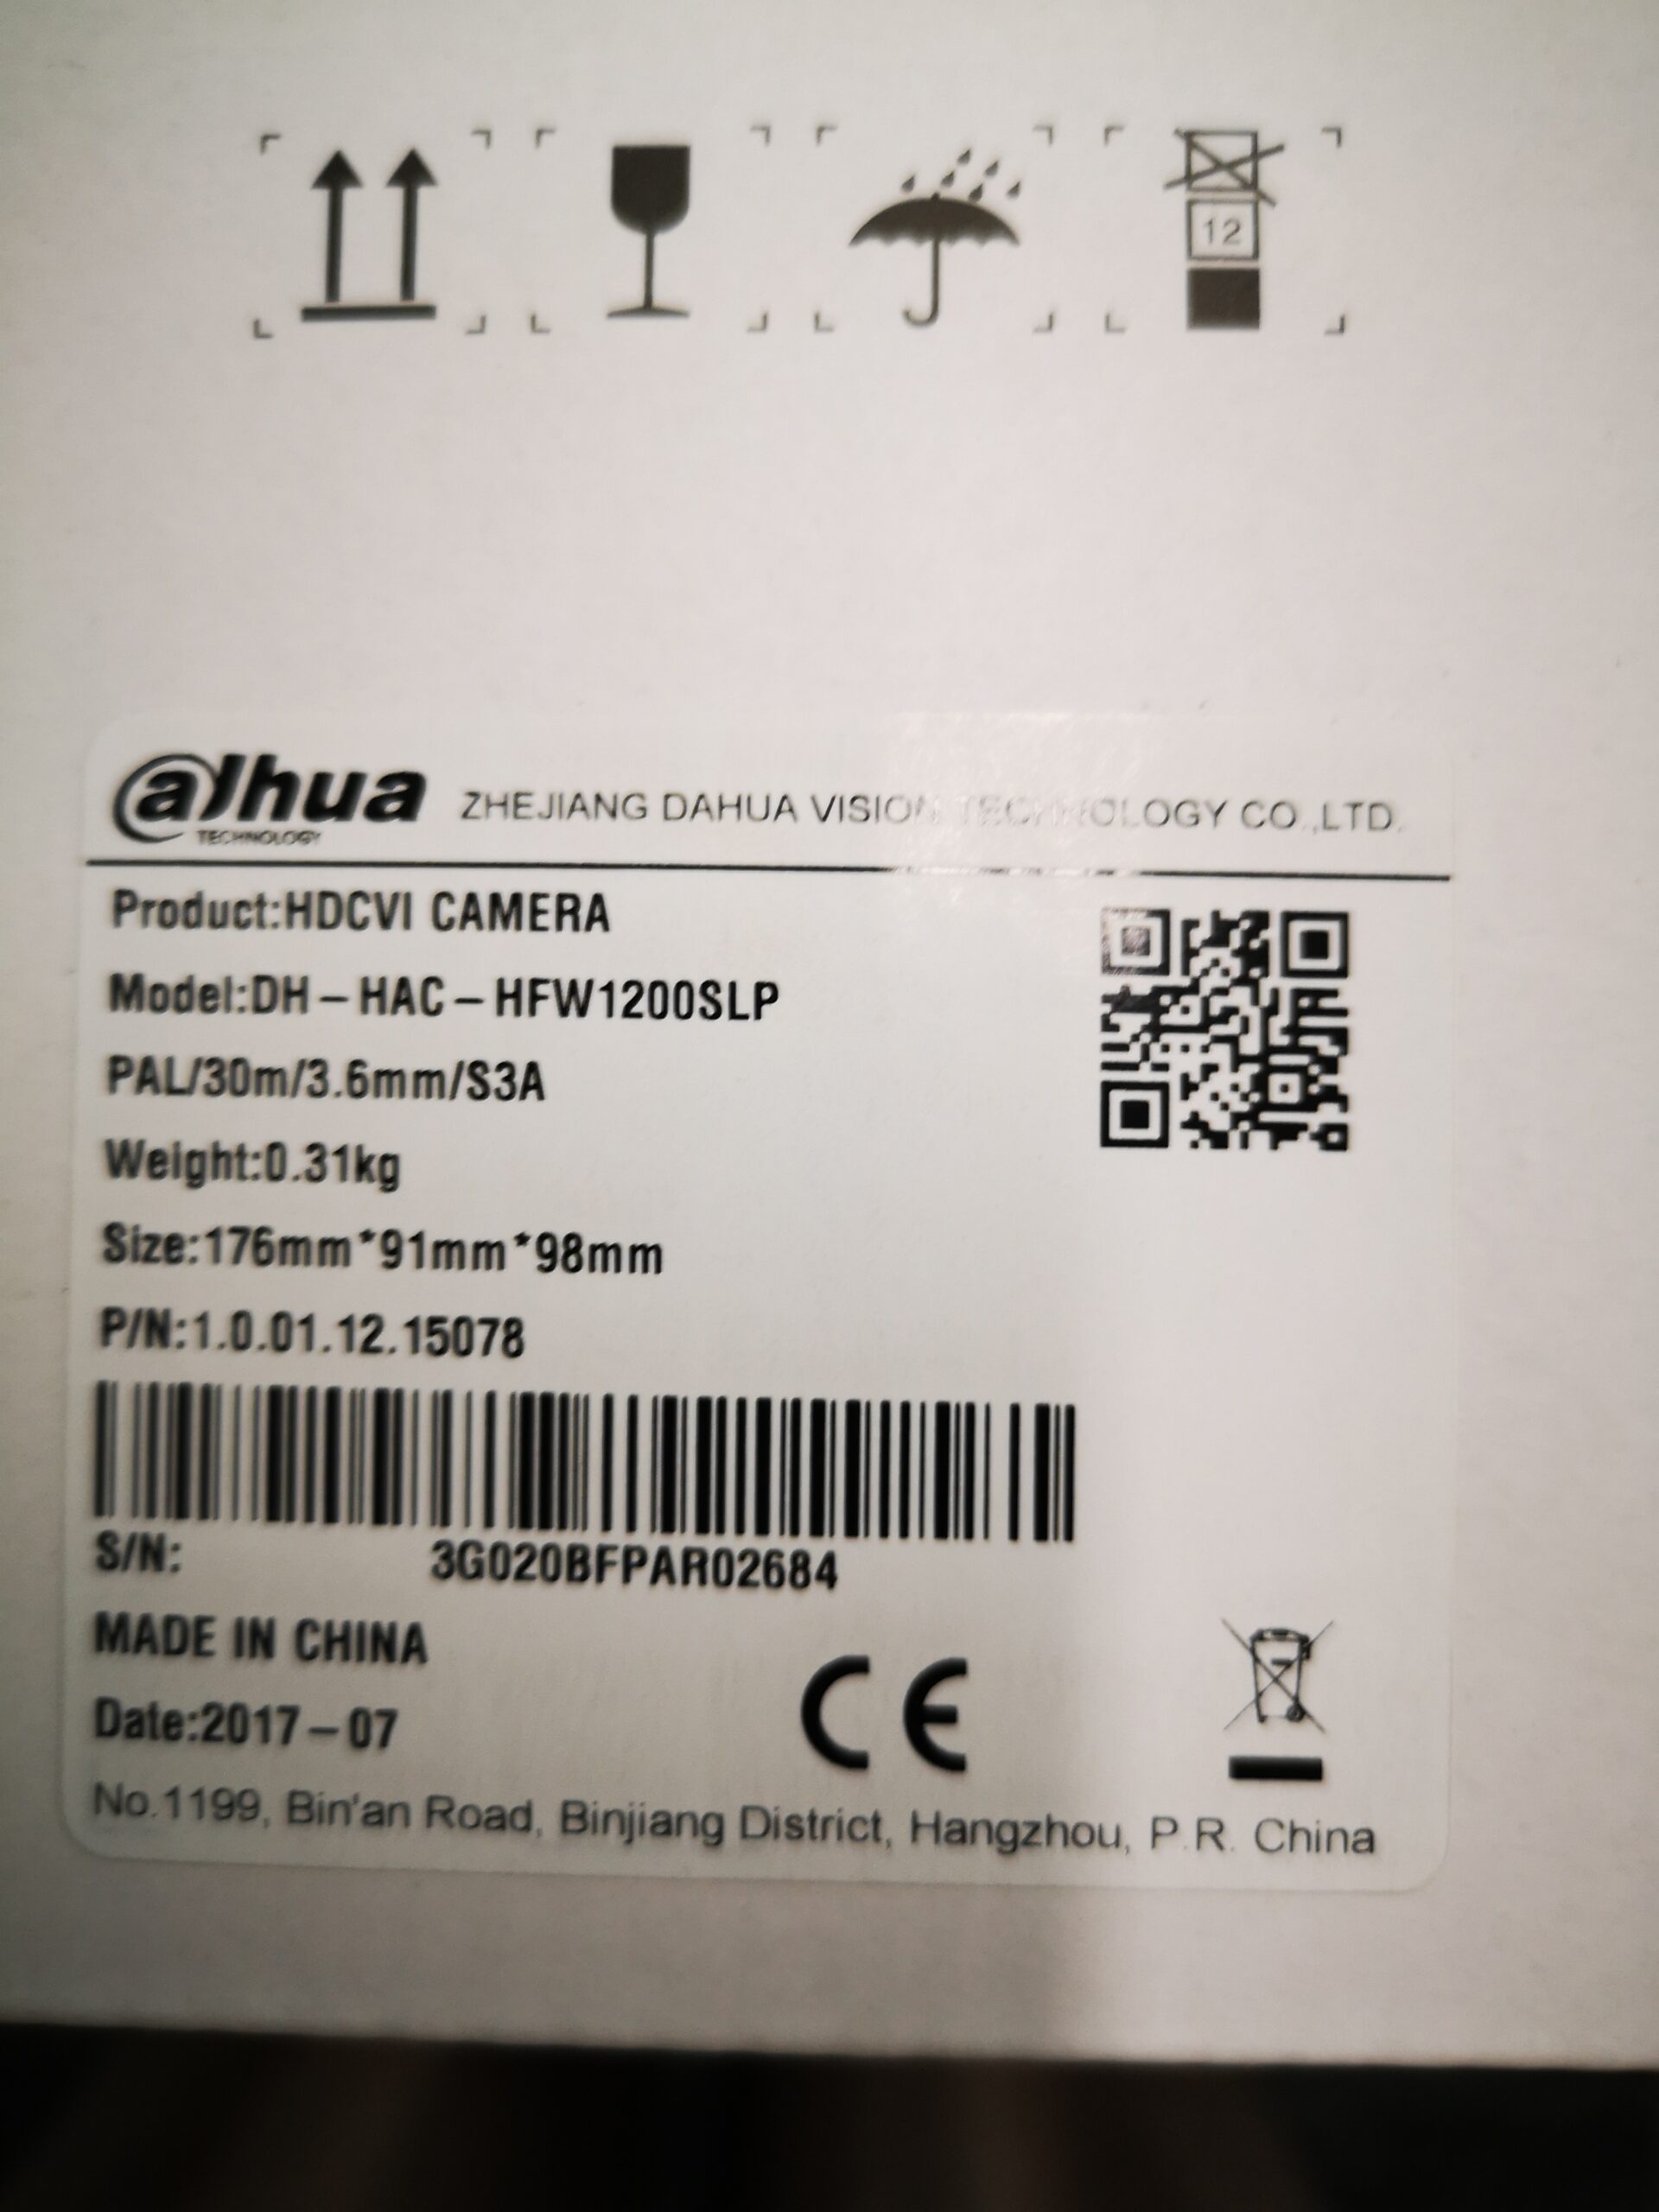 12
alhua
TECHNOLOGY
ZHEJIANG DAHUA VISION TECHNOLOGY CO.,LTD.
Product:HDCVI CAMERA
Model:DH-HAC-HFW1200SLP
PAL/30m/3.6mm/S3A
Weight:0.31kg
Size:176mm*91mm*98mm
P/N:1.0.01.12.15078
S/N: 3G020BFPAR02684
MADE IN CHINA
Date:2017-07
CE
No.1199, Bin'an Road, Binjiang District, Hangzhou, P.R. China